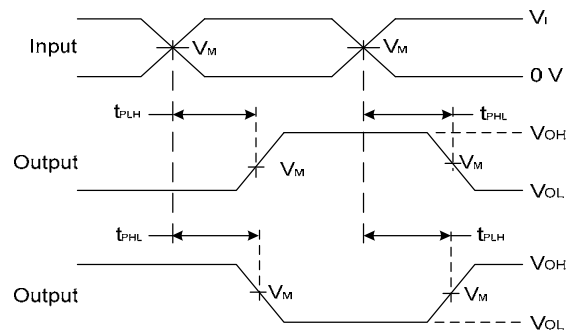 Input V_M V_M V_I
0 V
t_PLH t_PHL
V_OH
Output V_M V_M
V_OL
t_PHL t_PLH
V_OH
Output V_M V_M
V_OL